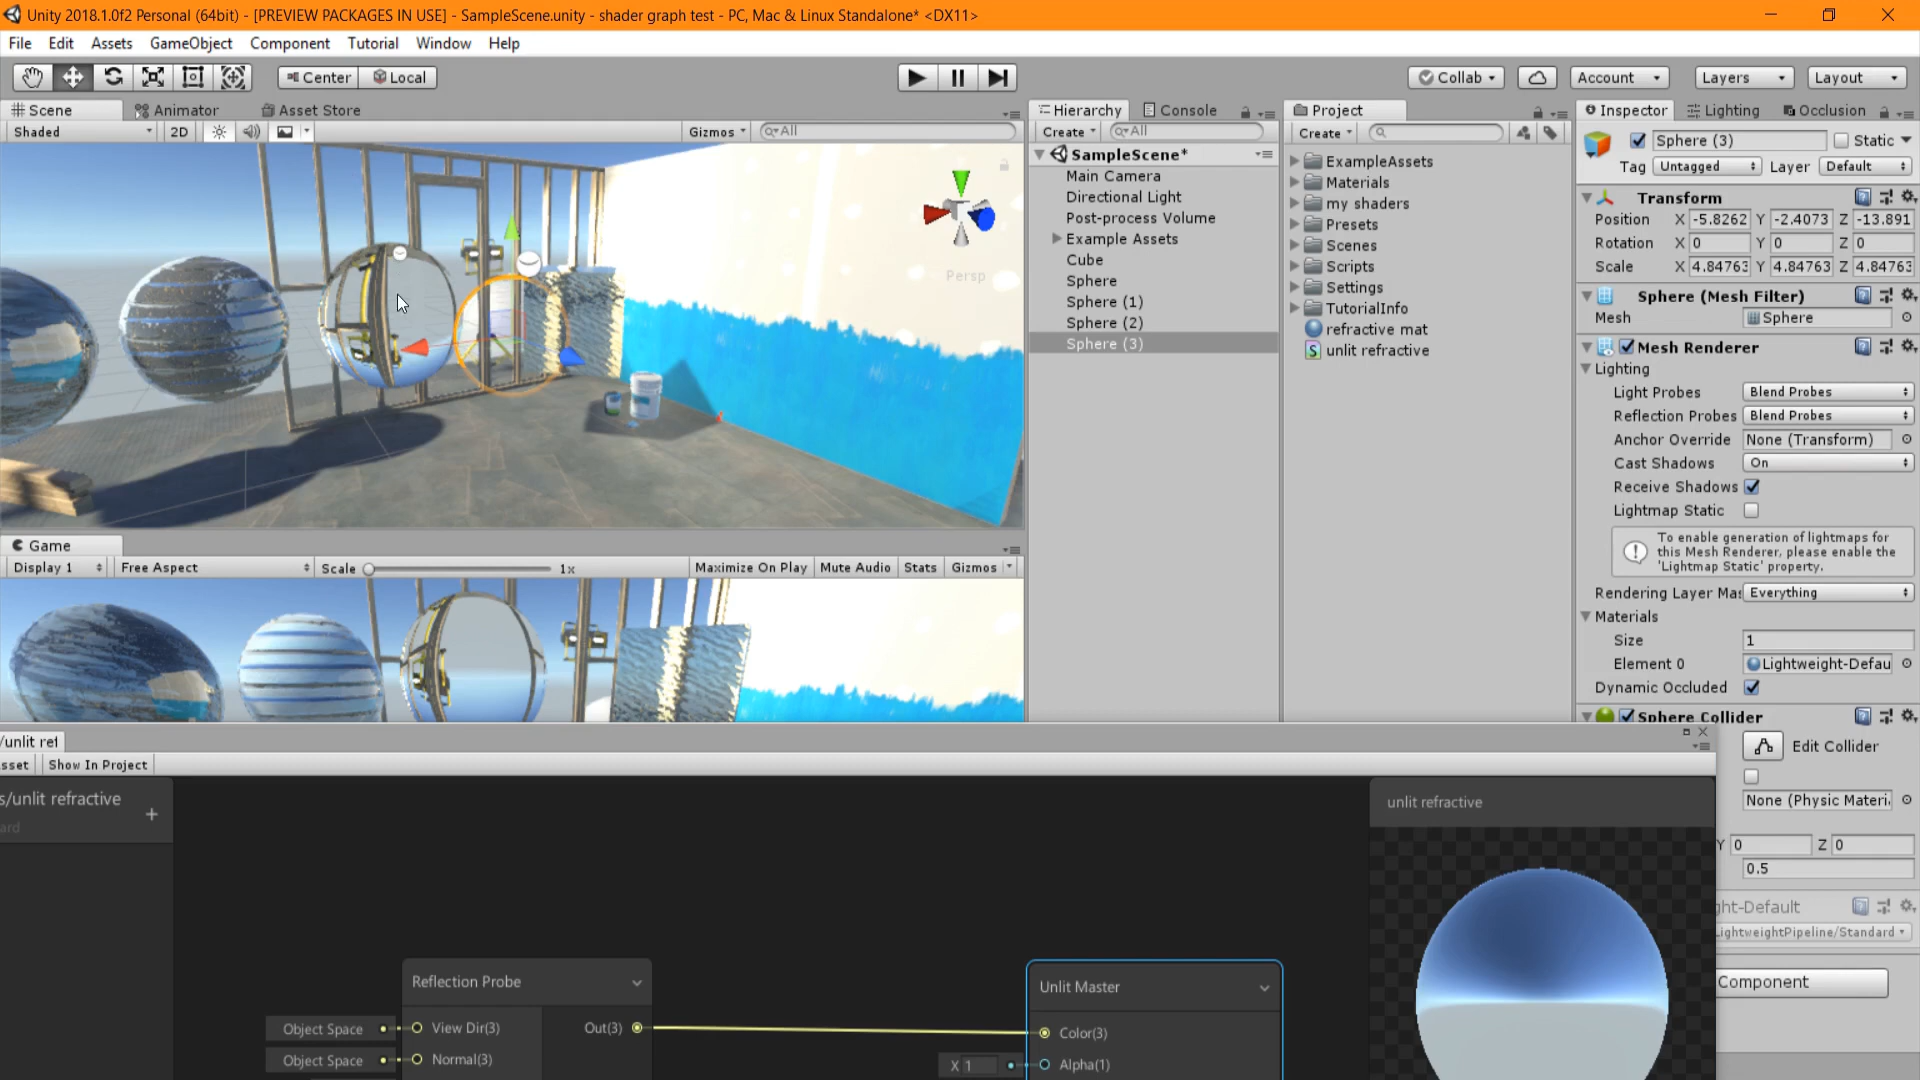 Unity 2018.1.0f2 Personal (64bit) - [PREVIEW PACKAGES IN USE] - SampleScene.unity - shader graph test - PC, Mac & Linux Standalone* <DX11>
File Edit Assets GameObject Component Tutorial Window Help
Center Local Collab Account Layers Layout
Scene Animator Asset Store
Shaded 2D Gizmos All
Persp
Game
Display 1 Free Aspect Scale 1x Maximize On Play Mute Audio Stats Gizmos
Hierarchy Console
Create All
SampleScene*
Main Camera
Directional Light
Post-process Volume
Example Assets
Cube
Sphere
Sphere (1)
Sphere (2)
Sphere (3)
Project
Create
ExampleAssets
Materials
my shaders
Presets
Scenes
Scripts
Settings
TutorialInfo
refractive mat
unlit refractive
Inspector Lighting Occlusion
Sphere (3) Static
Tag Untagged Layer Default
Transform
Position X -5.8262 Y -2.4073 Z -13.891
Rotation X 0 Y 0 Z 0
Scale X 4.84763 Y 4.84763 Z 4.84763
Sphere (Mesh Filter)
Mesh Sphere
Mesh Renderer
Lighting
Light Probes Blend Probes
Reflection Probes Blend Probes
Anchor Override None (Transform)
Cast Shadows On
Receive Shadows
Lightmap Static
To enable generation of lightmaps for
this Mesh Renderer, please enable the
'Lightmap Static' property.
Rendering Layer Mas Everything
Materials
Size 1
Element 0 Lightweight-Defau
Dynamic Occluded
Sphere Collider
Edit Collider
None (Physic Materi
Y 0 Z 0
0.5
ght-Default
LightweightPipeline/Standard
Component
/unlit ref
sset Show In Project
s/unlit refractive +
ard
Reflection Probe
Object Space View Dir(3) Out(3)
Object Space Normal(3)
Unlit Master
Color(3)
X 1 Alpha(1)
unlit refractive